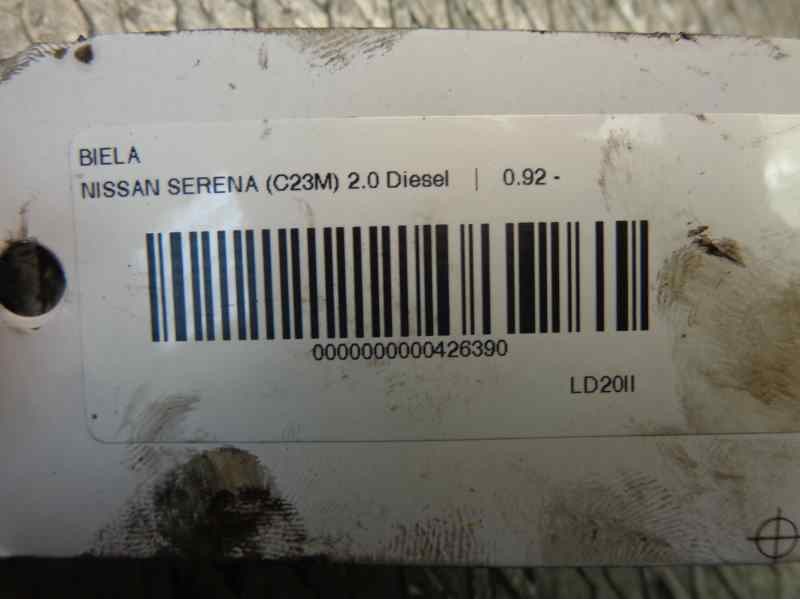 BIELA
NISSAN SERENA (C23M) 2.0 Diesel | 0.92 -
0000000000426390
LD20II